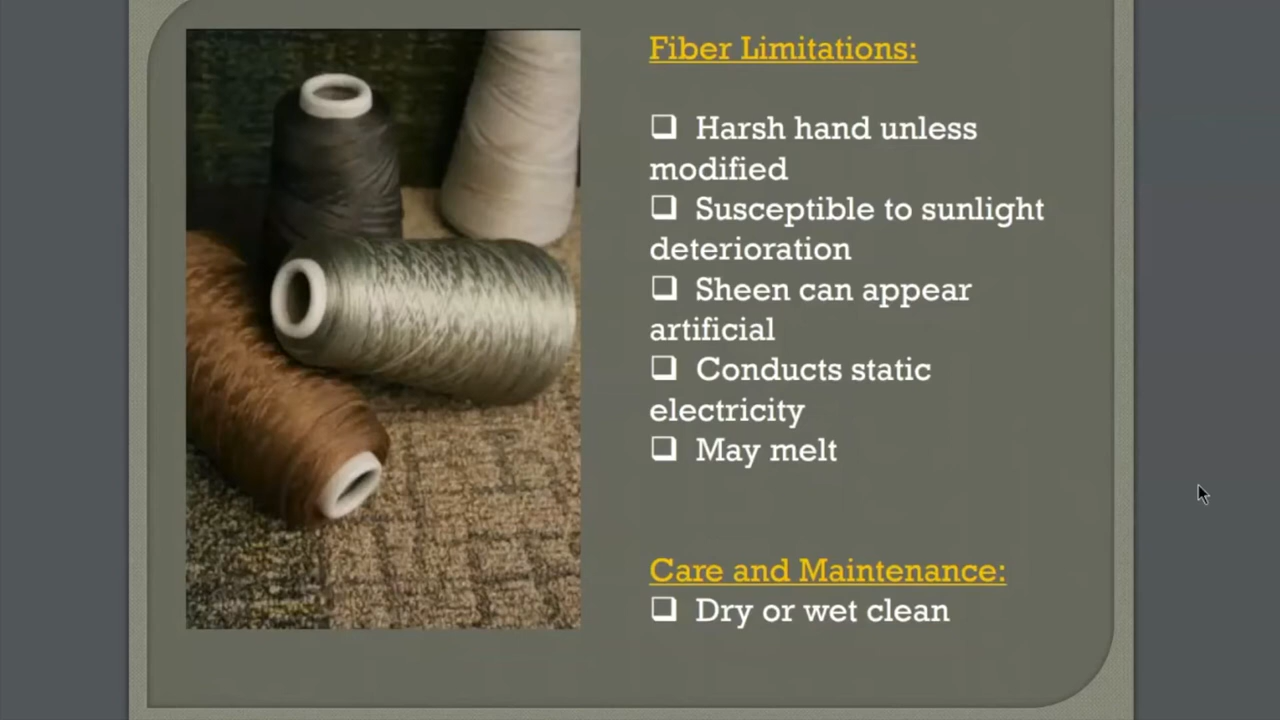 Fiber Limitations:
❑ Harsh hand unless
modified
❑ Susceptible to sunlight
deterioration
❑ Sheen can appear
artificial
❑ Conducts static
electricity
❑ May melt
Care and Maintenance:
❑ Dry or wet clean